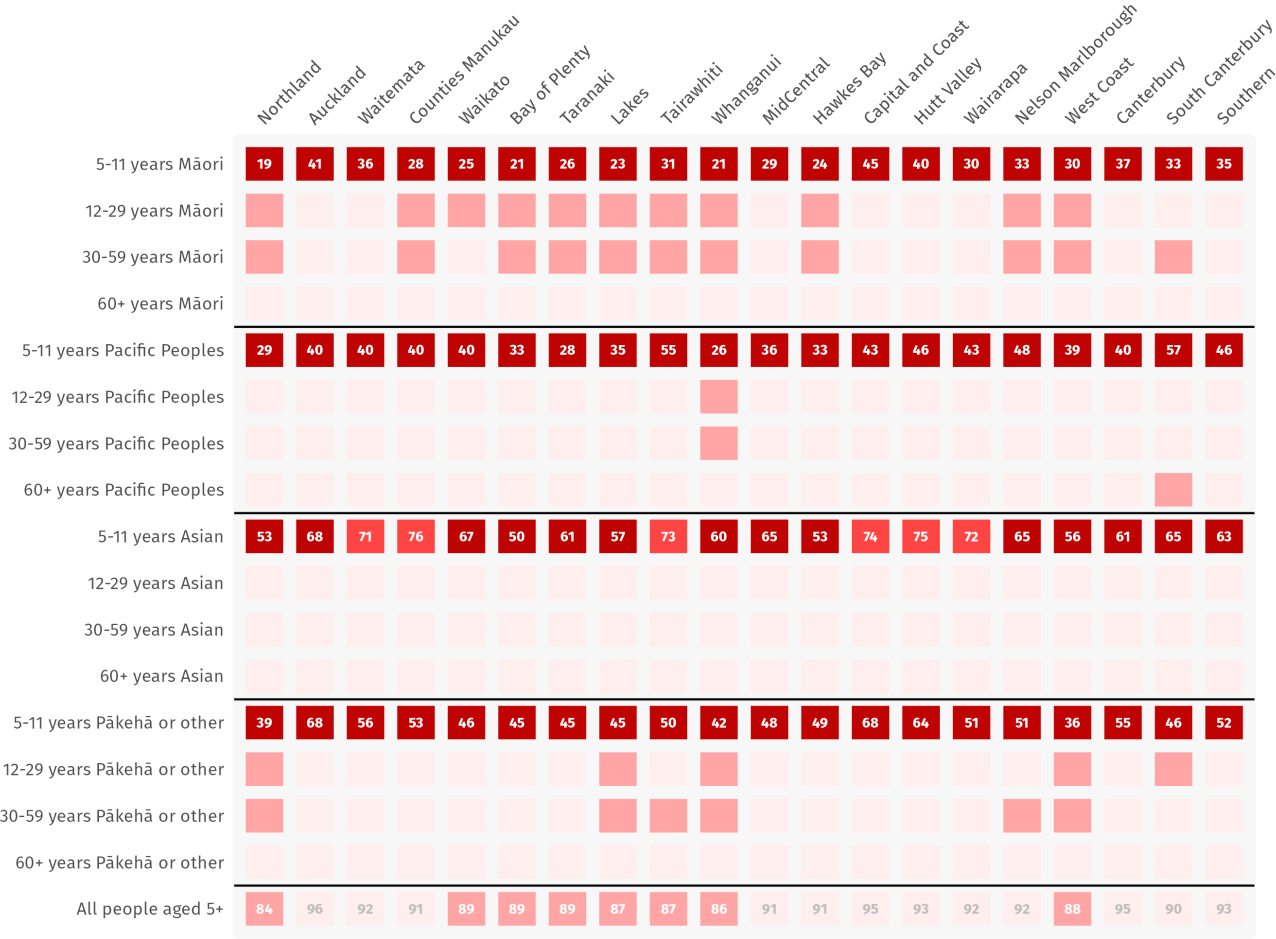 Northland
Auckland
Waitemata
Counties Manukau
Waikato
Bay of Plenty
Taranaki
Lakes
Tairawhiti
Whanganui
MidCentral
Hawkes Bay
Capital and Coast
Hutt Valley
Wairarapa
Nelson Marlborough
West Coast
Canterbury
South Canterbury
Southern
5-11 years Māori 19 41 36 28 25 21 26 23 31 21 29 24 45 40 30 33 30 37 33 35
12-29 years Māori
30-59 years Māori
60+ years Māori
5-11 years Pacific Peoples 29 40 40 40 40 33 28 35 55 26 36 33 43 46 43 48 39 40 57 46
12-29 years Pacific Peoples
30-59 years Pacific Peoples
60+ years Pacific Peoples
5-11 years Asian 53 68 71 76 67 50 61 57 73 60 65 53 74 75 72 65 56 61 65 63
12-29 years Asian
30-59 years Asian
60+ years Asian
5-11 years Pākehā or other 39 68 56 53 46 45 45 45 50 42 48 49 68 64 51 51 36 55 46 52
12-29 years Pākehā or other
30-59 years Pākehā or other
60+ years Pākehā or other
All people aged 5+ 84 96 92 91 89 89 89 87 87 86 91 91 95 93 92 92 88 95 90 93